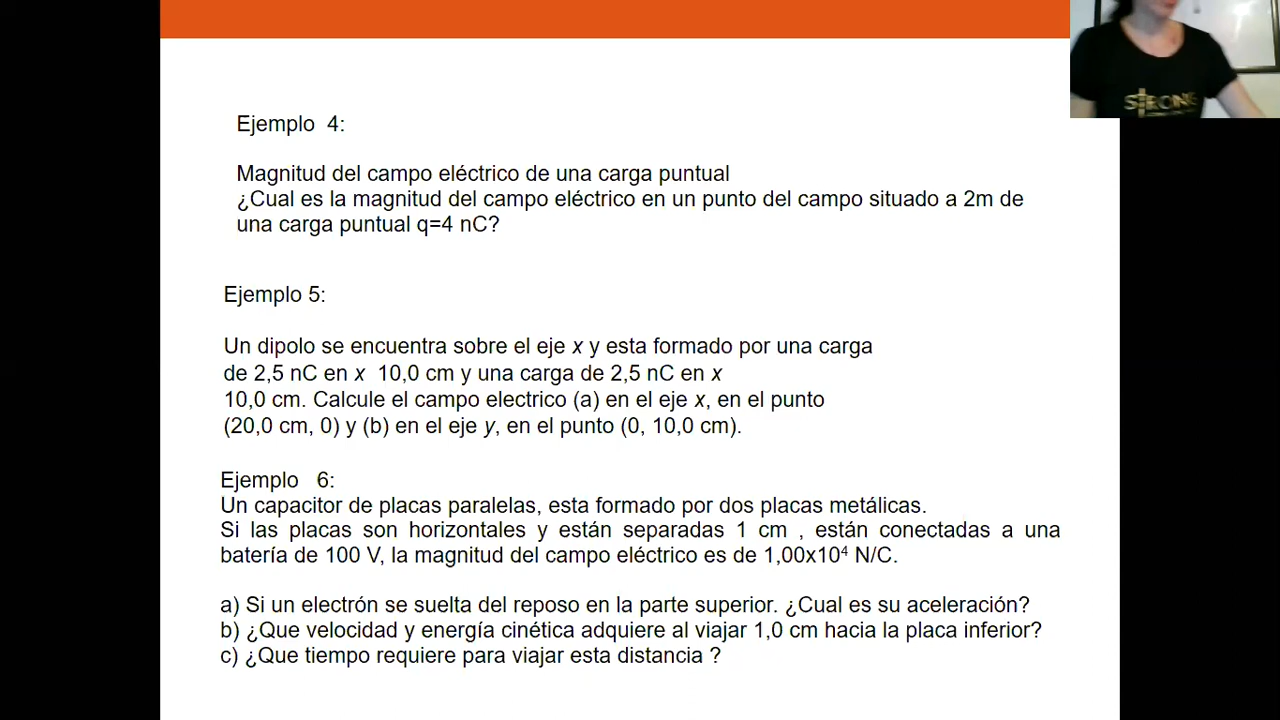 STRONG
Ejemplo 4:
Magnitud del campo eléctrico de una carga puntual
¿Cual es la magnitud del campo eléctrico en un punto del campo situado a 2m de
una carga puntual q=4 nC?
Ejemplo 5:
Un dipolo se encuentra sobre el eje x y esta formado por una carga
de 2,5 nC en x 10,0 cm y una carga de 2,5 nC en x
10,0 cm. Calcule el campo electrico (a) en el eje x, en el punto
(20,0 cm, 0) y (b) en el eje y, en el punto (0, 10,0 cm).
Ejemplo 6:
Un capacitor de placas paralelas, esta formado por dos placas metálicas.
Si las placas son horizontales y están separadas 1 cm , están conectadas a una
batería de 100 V, la magnitud del campo eléctrico es de 1,00x10⁴ N/C.
a) Si un electrón se suelta del reposo en la parte superior. ¿Cual es su aceleración?
b) ¿Que velocidad y energía cinética adquiere al viajar 1,0 cm hacia la placa inferior?
c) ¿Que tiempo requiere para viajar esta distancia ?